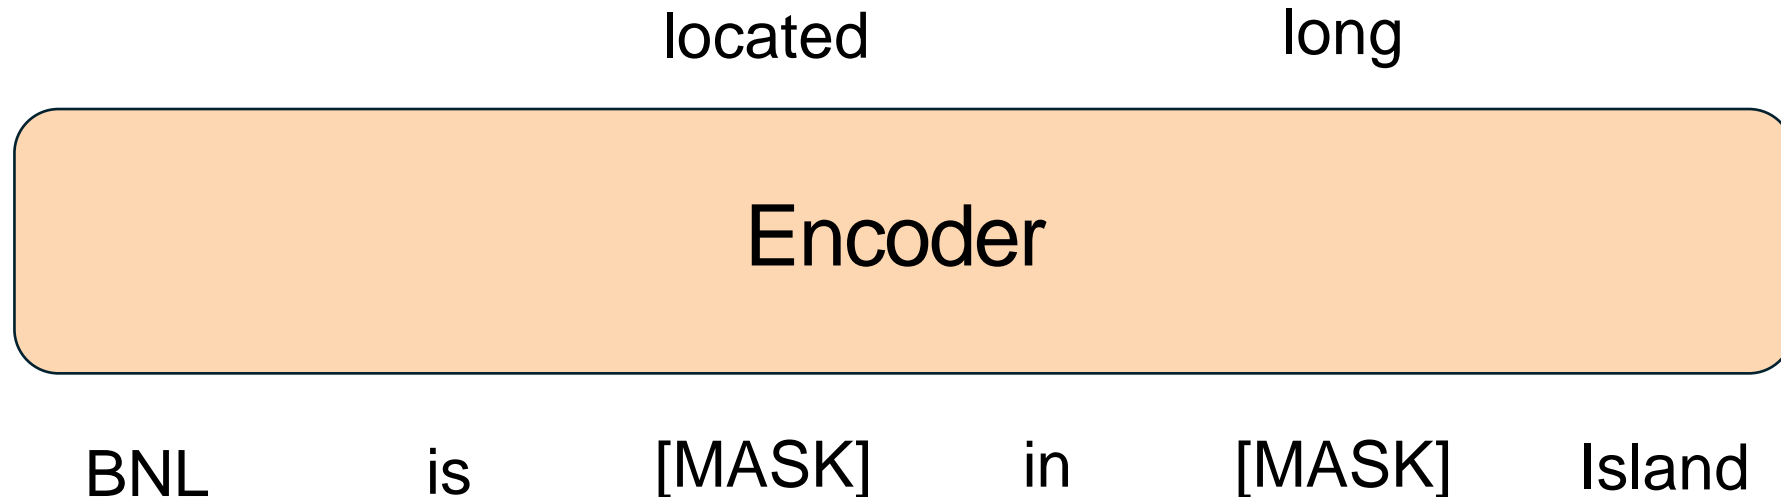 located long
Encoder
BNL is [MASK] in [MASK] Island